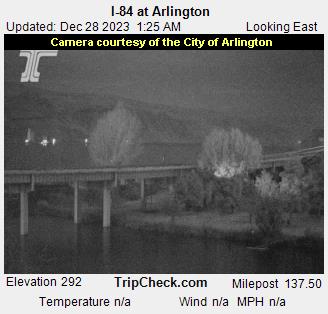 I-84 at Arlington
Updated: Dec 28 2023 1:25 AM Looking East
Camera courtesy of the City of Arlington
Elevation 292 TripCheck.com Milepost 137.50
Temperature n/a Wind n/a MPH n/a